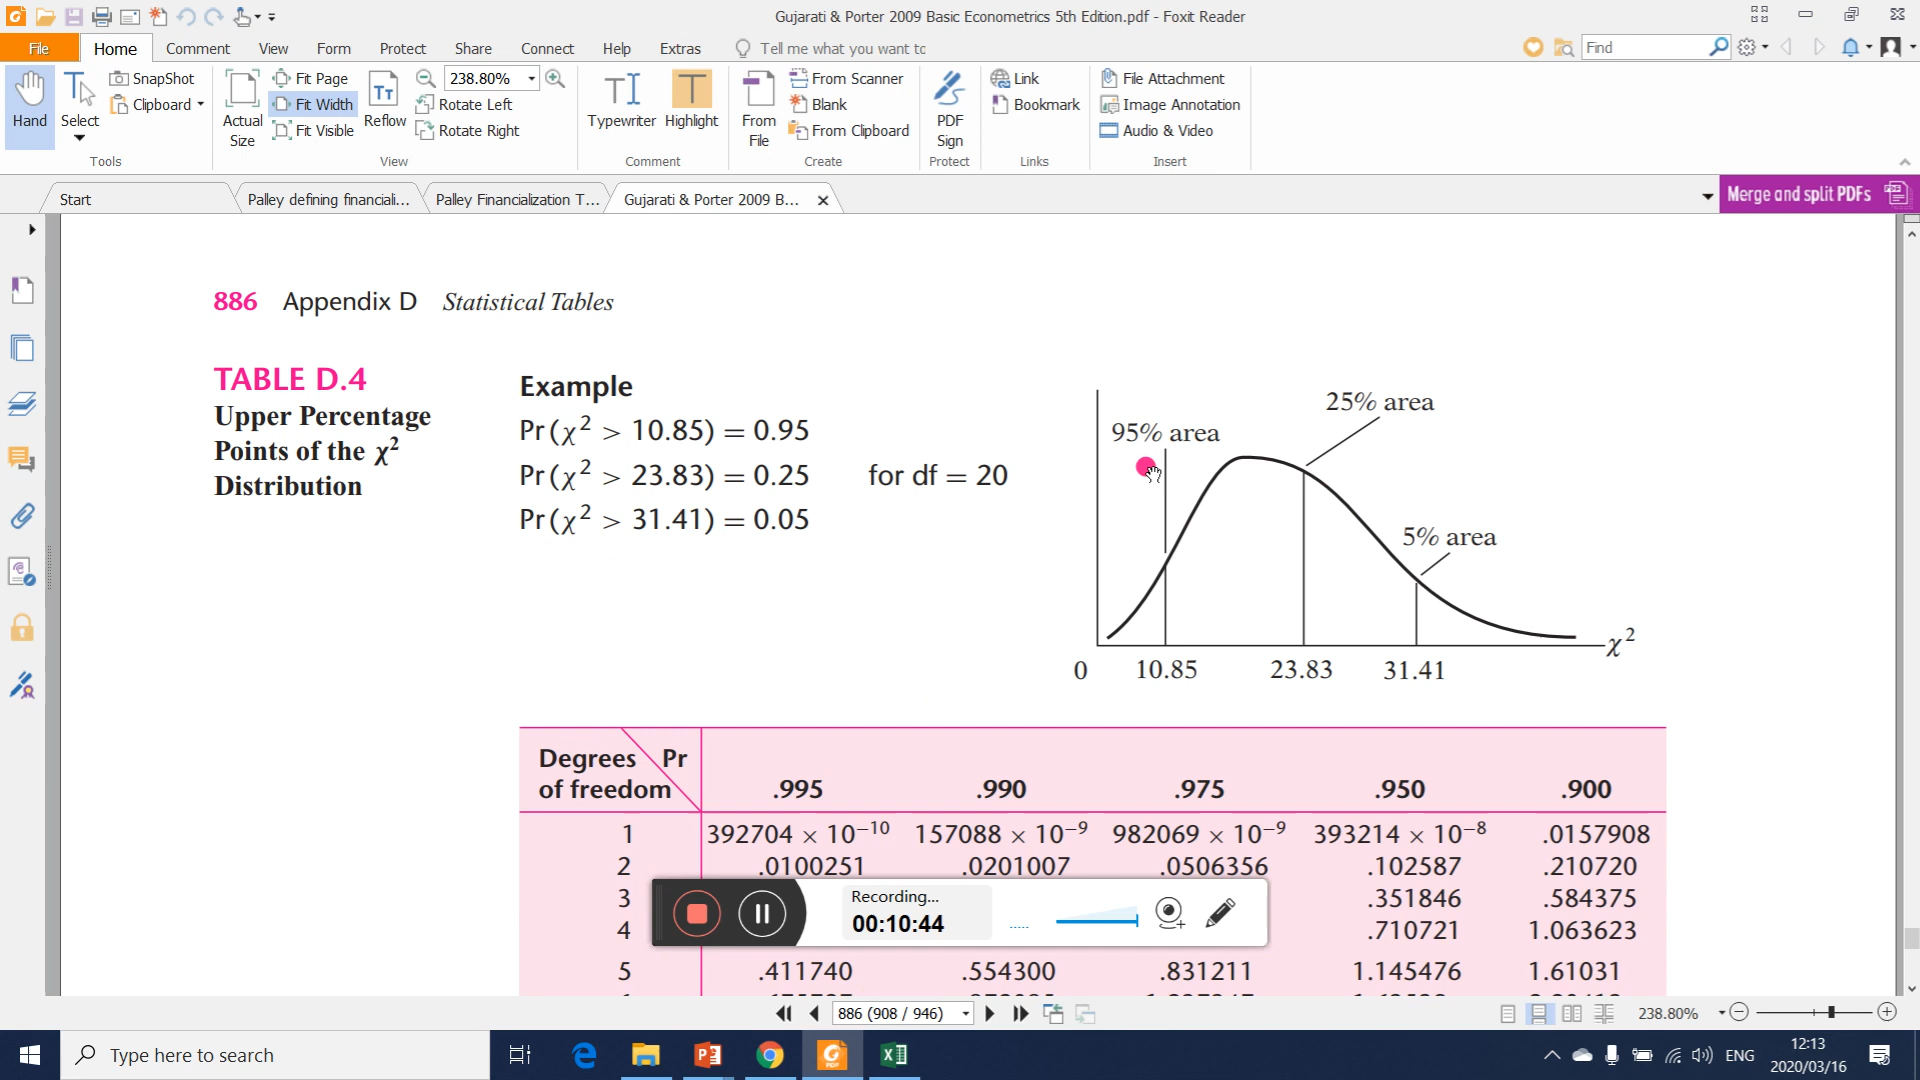 Gujarati & Porter 2009 Basic Econometrics 5th Edition.pdf - Foxit Reader
File Home Comment View Form Protect Share Connect Help Extras Tell me what you want to Find
Hand
Select
SnapShot
Clipboard
Tools
Actual Size
Fit Page
Fit Width
Fit Visible
Reflow
238.80%
Rotate Left
Rotate Right
View
Typewriter
Highlight
Comment
From File
From Scanner
Blank
From Clipboard
Create
PDF Sign
Protect
Link
Bookmark
Links
File Attachment
Image Annotation
Audio & Video
Insert
Start
Palley defining financiali...
Palley Financialization T...
Gujarati & Porter 2009 B...
Merge and split PDFs
886 Appendix D Statistical Tables
TABLE D.4
Upper Percentage
Points of the χ²
Distribution
Example
Pr(χ² > 10.85) = 0.95
Pr(χ² > 23.83) = 0.25 for df = 20
Pr(χ² > 31.41) = 0.05
95% area
25% area
5% area
χ²
0 10.85 23.83 31.41
Degrees Pr
of freedom .995 .990 .975 .950 .900
1 392704 × 10⁻¹⁰ 157088 × 10⁻⁹ 982069 × 10⁻⁹ 393214 × 10⁻⁸ .0157908
2 .0100251 .0201007 .0506356 .102587 .210720
3 .351846 .584375
4 .710721 1.063623
5 .411740 .554300 .831211 1.145476 1.61031
Recording...
00:10:44
886 (908 / 946)
238.80%
Type here to search
ENG
12:13
2020/03/16